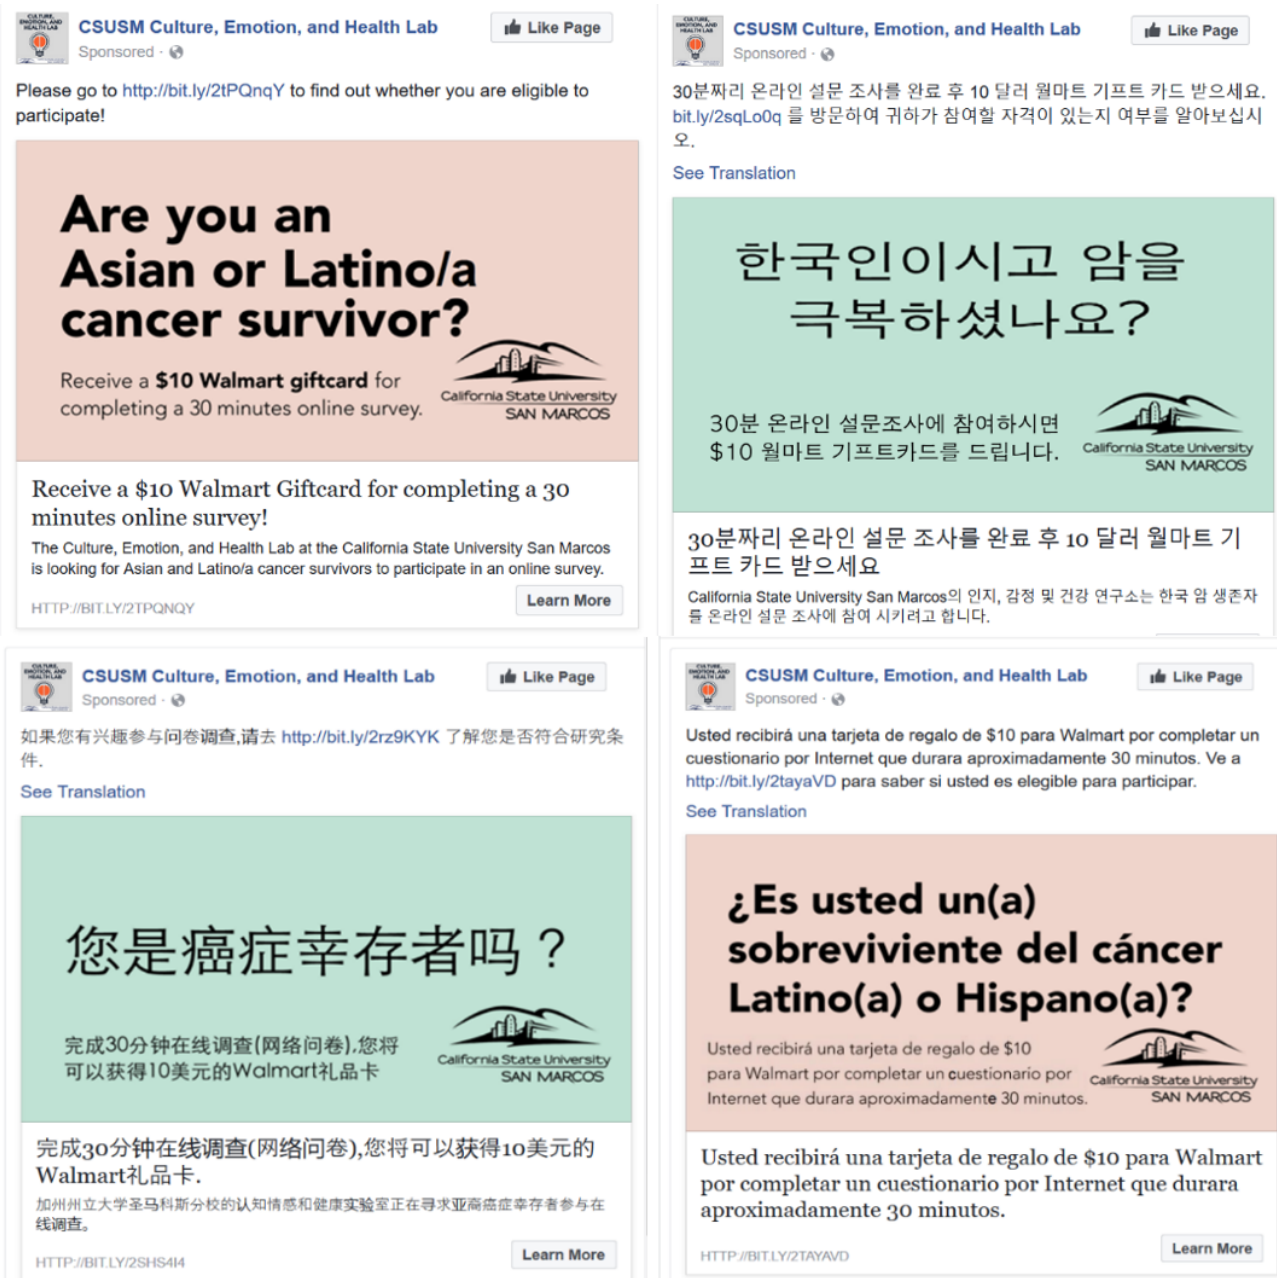 CULTURE,
EMOTION, AND
HEALTH LAB
CSUSM Culture, Emotion, and Health Lab
Sponsored ·
Like Page
Please go to http://bit.ly/2tPQnqY to find out whether you are eligible to
participate!
Are you an
Asian or Latino/a
cancer survivor?
Receive a $10 Walmart giftcard for
completing a 30 minutes online survey.
California State University
SAN MARCOS
Receive a $10 Walmart Giftcard for completing a 30
minutes online survey!
The Culture, Emotion, and Health Lab at the California State University San Marcos
is looking for Asian and Latino/a cancer survivors to participate in an online survey.
HTTP://BIT.LY/2TPQNQY
Learn More
CULTURE,
EMOTION, AND
HEALTH LAB
CSUSM Culture, Emotion, and Health Lab
Sponsored ·
Like Page
30분짜리 온라인 설문 조사를 완료 후 10 달러 월마트 기프트 카드 받으세요.
bit.ly/2sqLo0q 를 방문하여 귀하가 참여할 자격이 있는지 여부를 알아보십시
오.
See Translation
한국인이시고 암을
극복하셨나요?
30분 온라인 설문조사에 참여하시면
$10 월마트 기프트카드를 드립니다.
California State University
SAN MARCOS
30분짜리 온라인 설문 조사를 완료 후 10 달러 월마트 기
프트 카드 받으세요
California State University San Marcos의 인지, 감정 및 건강 연구소는 한국 암 생존자
를 온라인 설문 조사에 참여 시키려고 합니다.
CULTURE,
EMOTION, AND
HEALTH LAB
CSUSM Culture, Emotion, and Health Lab
Sponsored ·
Like Page
如果您有兴趣参与问卷调查,请去 http://bit.ly/2rz9KYK 了解您是否符合研究条
件.
See Translation
您是癌症幸存者吗？
完成30分钟在线调查(网络问卷),您将
可以获得10美元的Walmart礼品卡
California State University
SAN MARCOS
完成30分钟在线调查(网络问卷),您将可以获得10美元的
Walmart礼品卡.
加州州立大学圣马科斯分校的认知情感和健康实验室正在寻求亚裔癌症幸存者参与在
线调查。
HTTP://BIT.LY/2SHS4I4
Learn More
CULTURE,
EMOTION, AND
HEALTH LAB
CSUSM Culture, Emotion, and Health Lab
Sponsored ·
Like Page
Usted recibirá una tarjeta de regalo de $10 para Walmart por completar un
cuestionario por Internet que durara aproximadamente 30 minutos. Ve a
http://bit.ly/2tayaVD para saber si usted es elegible para participar.
See Translation
¿Es usted un(a)
sobreviviente del cáncer
Latino(a) o Hispano(a)?
Usted recibirá una tarjeta de regalo de $10
para Walmart por completar un cuestionario por
Internet que durara aproximadamente 30 minutos.
California State University
SAN MARCOS
Usted recibirá una tarjeta de regalo de $10 para Walmart
por completar un cuestionario por Internet que durara
aproximadamente 30 minutos.
HTTP://BIT.LY/2TAYAVD
Learn More